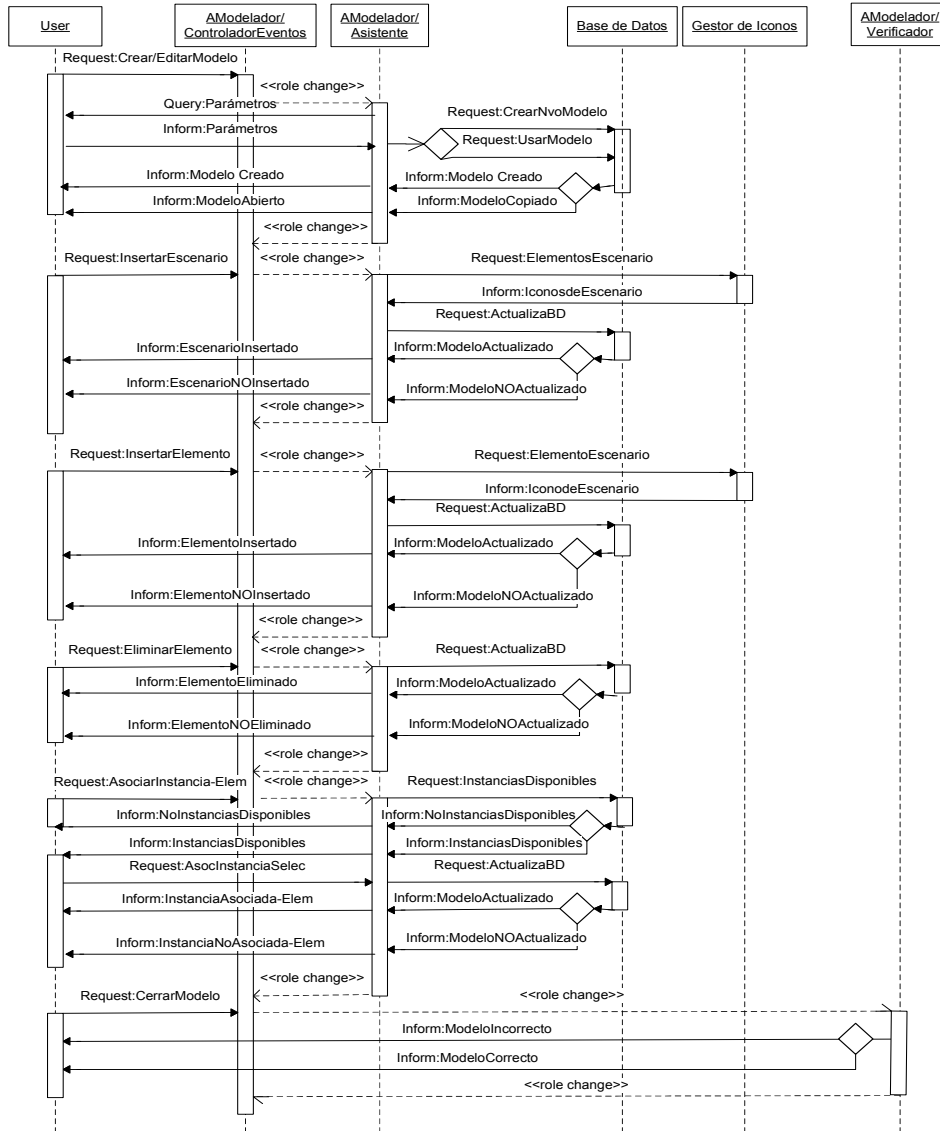 User
AModelador/
ControladorEventos
AModelador/
Asistente
Base de Datos
Gestor de Iconos
AModelador/
Verificador
Request:Crear/EditarModelo
<<role change>>
Query:Parámetros
Request:CrearNvoModelo
Inform:Parámetros
Request:UsarModelo
Inform:Modelo Creado
Inform:Modelo Creado
Inform:ModeloAbierto
Inform:ModeloCopiado
<<role change>>
Request:InsertarEscenario
<<role change>>
Request:ElementosEscenario
Inform:IconosdeEscenario
Request:ActualizaBD
Inform:EscenarioInsertado
Inform:ModeloActualizado
Inform:EscenarioNOInsertado
Inform:ModeloNOActualizado
<<role change>>
Request:InsertarElemento
<<role change>>
Request:ElementoEscenario
Inform:IconodeEscenario
Request:ActualizaBD
Inform:ElementoInsertado
Inform:ModeloActualizado
Inform:ElementoNOInsertado
Inform:ModeloNOActualizado
<<role change>>
Request:EliminarElemento
<<role change>>
Request:ActualizaBD
Inform:ElementoEliminado
Inform:ModeloActualizado
Inform:ElementoNOEliminado
Inform:ModeloNOActualizado
<<role change>>
Request:AsociarInstancia-Elem
<<role change>>
Request:InstanciasDisponibles
Inform:NoInstanciasDisponibles
Inform:NoInstanciasDisponibles
Inform:InstanciasDisponibles
Inform:InstanciasDisponibles
Request:AsocInstanciaSelec
Request:ActualizaBD
Inform:InstanciaAsociada-Elem
Inform:ModeloActualizado
Inform:InstanciaNoAsociada-Elem
Inform:ModeloNOActualizado
<<role change>>
Request:CerrarModelo
<<role change>>
Inform:ModeloIncorrecto
Inform:ModeloCorrecto
<<role change>>